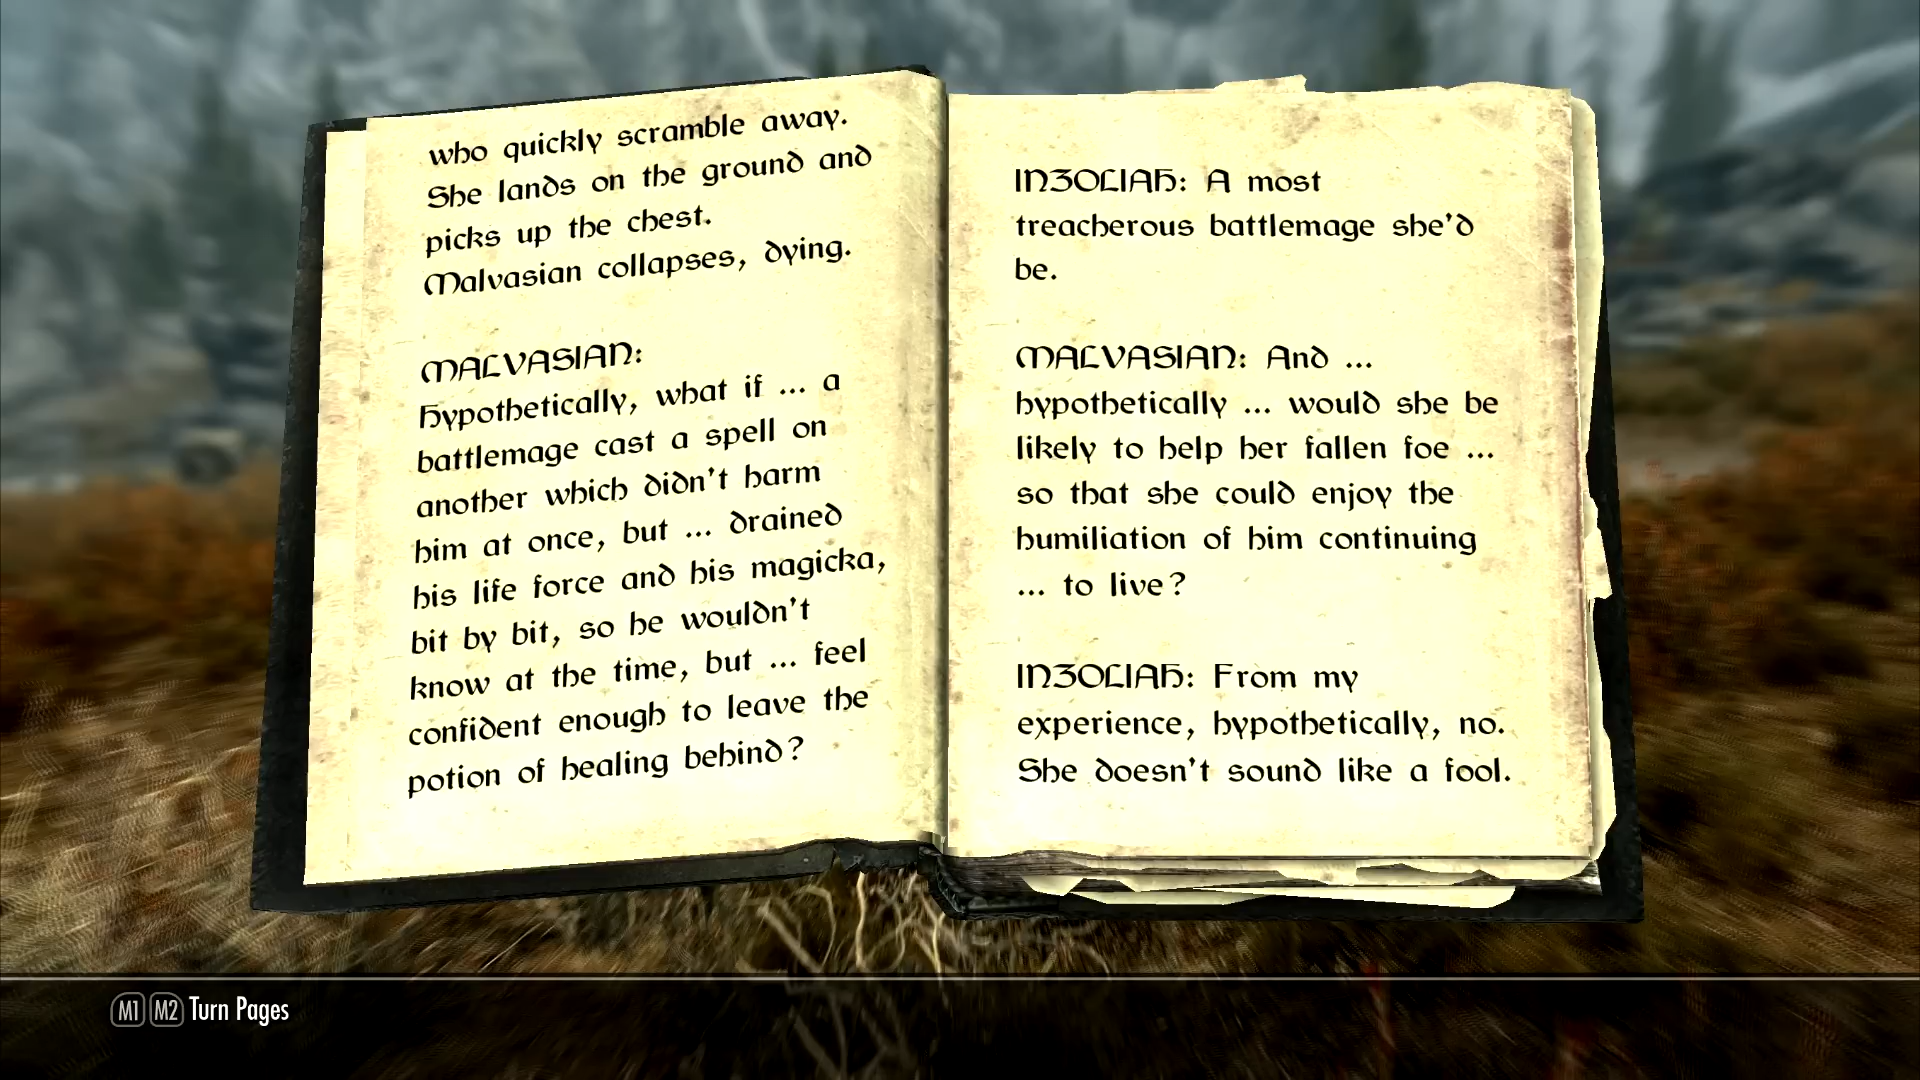 who quickly scramble away.
She lands on the ground and
picks up the chest.
Malvasian collapses, dying.
MALVASIAN:
Hypothetically, what if ... a
battlemage cast a spell on
another which didn't harm
him at once, but ... drained
his life force and his magicka,
bit by bit, so he wouldn't
know at the time, but ... feel
confident enough to leave the
potion of healing behind?
INZOLIAH: A most
treacherous battlemage she'd
be.
MALVASIAN: And ...
hypothetically ... would she be
likely to help her fallen foe ...
so that she could enjoy the
humiliation of him continuing
... to live?
INZOLIAH: From my
experience, hypothetically, no.
She doesn't sound like a fool.
M1 M2 Turn Pages